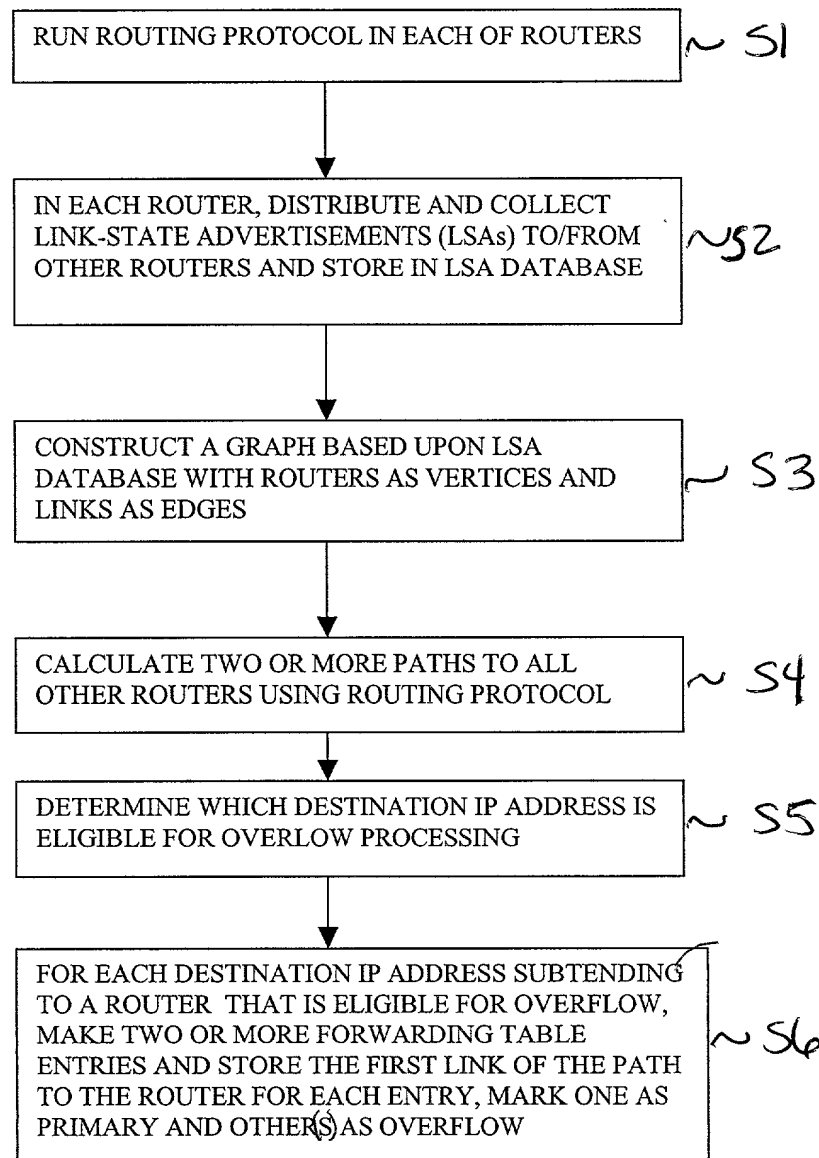 RUN ROUTING PROTOCOL IN EACH OF ROUTERS
~ S1
IN EACH ROUTER, DISTRIBUTE AND COLLECT
LINK-STATE ADVERTISEMENTS (LSAs) TO/FROM
OTHER ROUTERS AND STORE IN LSA DATABASE
~ S2
CONSTRUCT A GRAPH BASED UPON LSA
DATABASE WITH ROUTERS AS VERTICES AND
LINKS AS EDGES
~ S3
CALCULATE TWO OR MORE PATHS TO ALL
OTHER ROUTERS USING ROUTING PROTOCOL
~ S4
DETERMINE WHICH DESTINATION IP ADDRESS IS
ELIGIBLE FOR OVERLOW PROCESSING
~ S5
FOR EACH DESTINATION IP ADDRESS SUBTENDING
TO A ROUTER THAT IS ELIGIBLE FOR OVERFLOW,
MAKE TWO OR MORE FORWARDING TABLE
ENTRIES AND STORE THE FIRST LINK OF THE PATH
TO THE ROUTER FOR EACH ENTRY, MARK ONE AS
PRIMARY AND OTHER(S) AS OVERFLOW
~ S6